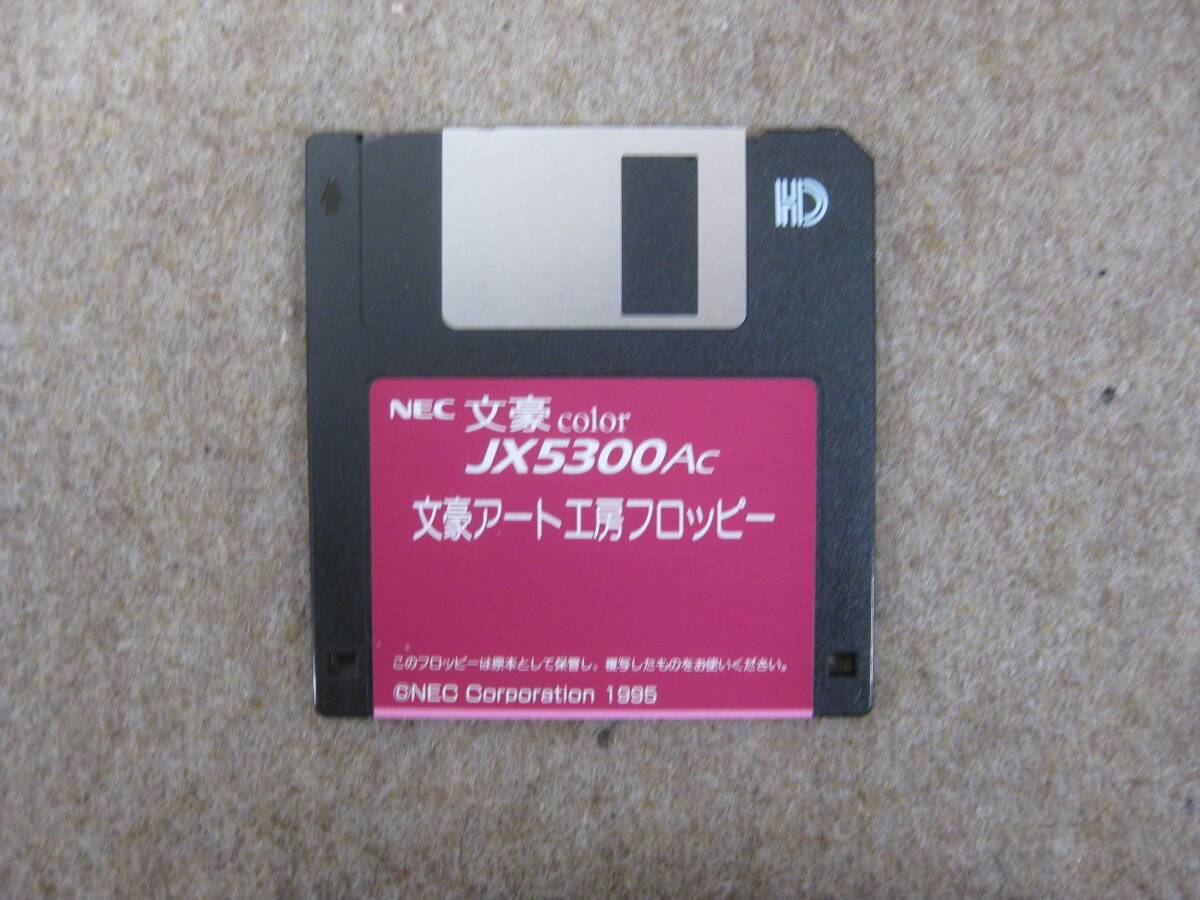 HD
NEC 文豪 color
JX5300AC
文豪アート工房フロッピー
このフロッピーは原本として保管し、複写したものをお使いください。
©NEC Corporation 1995